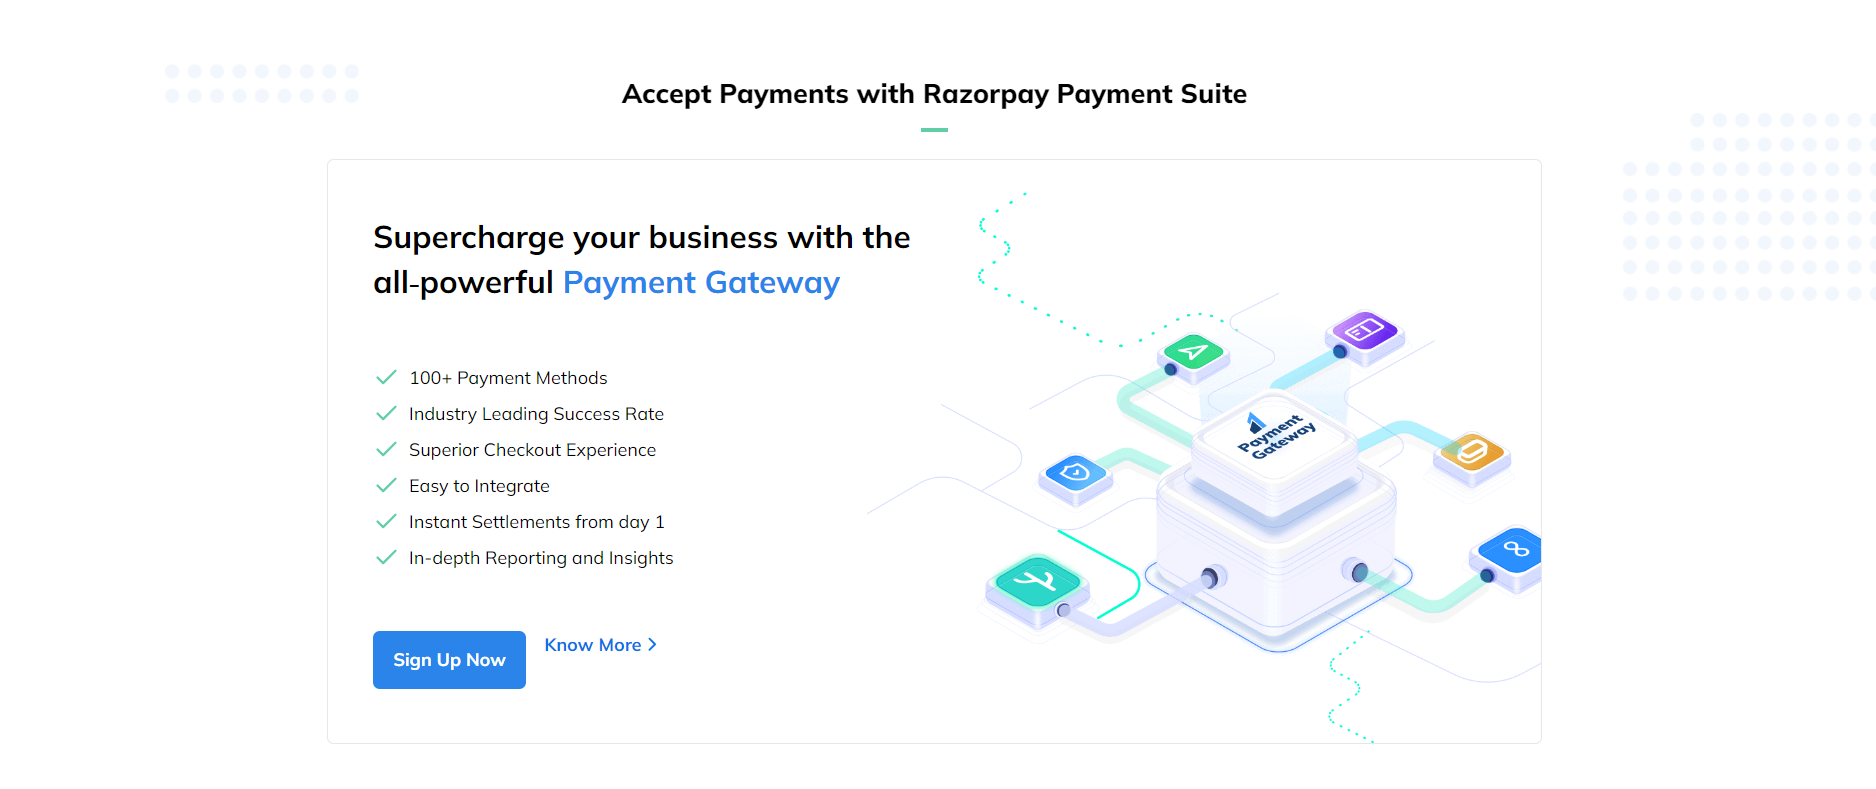 Accept Payments with Razorpay Payment Suite
Supercharge your business with the
all-powerful Payment Gateway
100+ Payment Methods
Industry Leading Success Rate
Superior Checkout Experience
Easy to Integrate
Instant Settlements from day 1
In-depth Reporting and Insights
Sign Up Now
Know More
Payment
Gateway